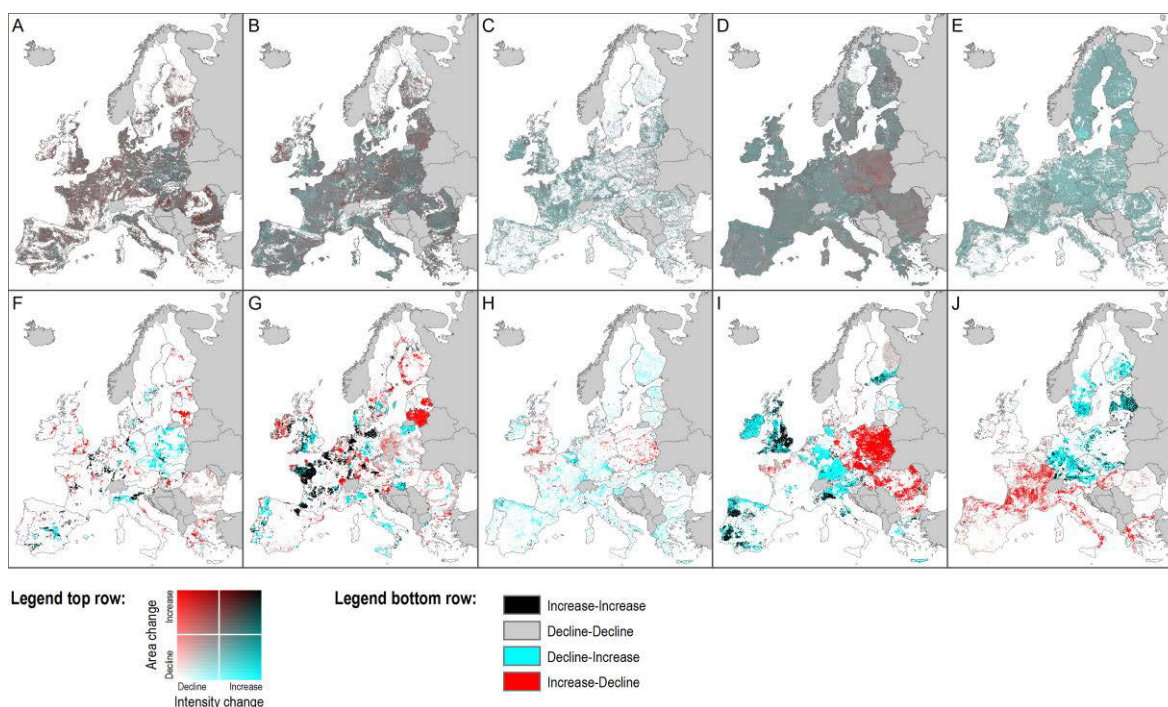 A B C D E
F G H I J
Legend top row:
Area change
Increase
Decline
Decline Increase
Intensity change
Legend bottom row:
Increase-Increase
Decline-Decline
Decline-Increase
Increase-Decline